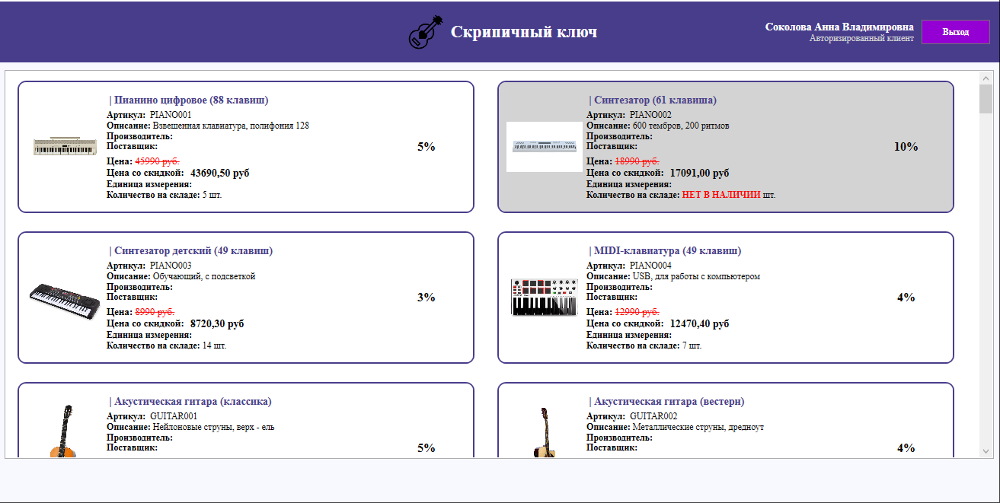 Скрипичный ключ
Соколова Анна Владимировна
Авторизированный клиент
Выход
| Пианино цифровое (88 клавиш)
Артикул: PIANO001
Описание: Взвешенная клавиатура, полифония 128
Производитель:
Поставщик:
5%
Цена: 45990 руб.
Цена со скидкой: 43690,50 руб
Единица измерения:
Количество на складе: 5 шт.
| Синтезатор (61 клавиша)
Артикул: PIANO002
Описание: 600 тембров, 200 ритмов
Производитель:
Поставщик:
10%
Цена: 18990 руб.
Цена со скидкой: 17091,00 руб
Единица измерения:
Количество на складе: НЕТ В НАЛИЧИИ шт.
| Синтезатор детский (49 клавиш)
Артикул: PIANO003
Описание: Обучающий, с подсветкой
Производитель:
Поставщик:
3%
Цена: 8990 руб.
Цена со скидкой: 8720,30 руб
Единица измерения:
Количество на складе: 14 шт.
| MIDI-клавиатура (49 клавиш)
Артикул: PIANO004
Описание: USB, для работы с компьютером
Производитель:
Поставщик:
4%
Цена: 12990 руб.
Цена со скидкой: 12470,40 руб
Единица измерения:
Количество на складе: 7 шт.
| Акустическая гитара (классика)
Артикул: GUITAR001
Описание: Нейлоновые струны, верх - ель
Производитель:
Поставщик:
5%
| Акустическая гитара (вестерн)
Артикул: GUITAR002
Описание: Металлические струны, дредноут
Производитель:
Поставщик:
4%